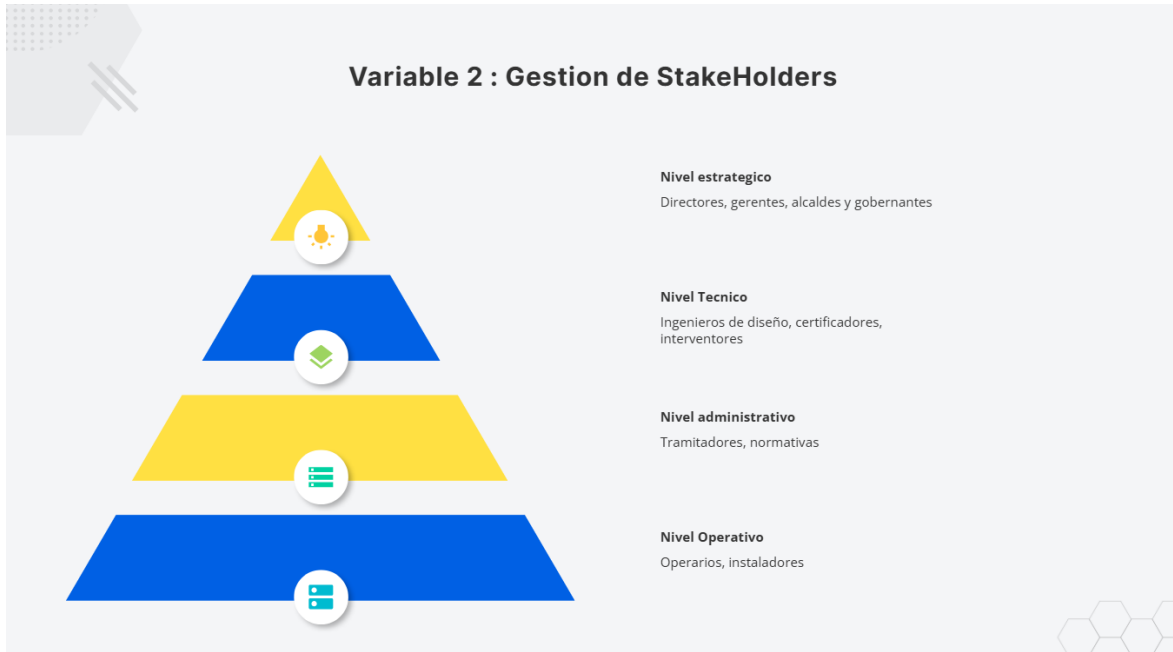 Variable 2 : Gestion de StakeHolders
Nivel estrategico
Directores, gerentes, alcaldes y gobernantes
Nivel Tecnico
Ingenieros de diseño, certificadores,
interventores
Nivel administrativo
Tramitadores, normativas
Nivel Operativo
Operarios, instaladores